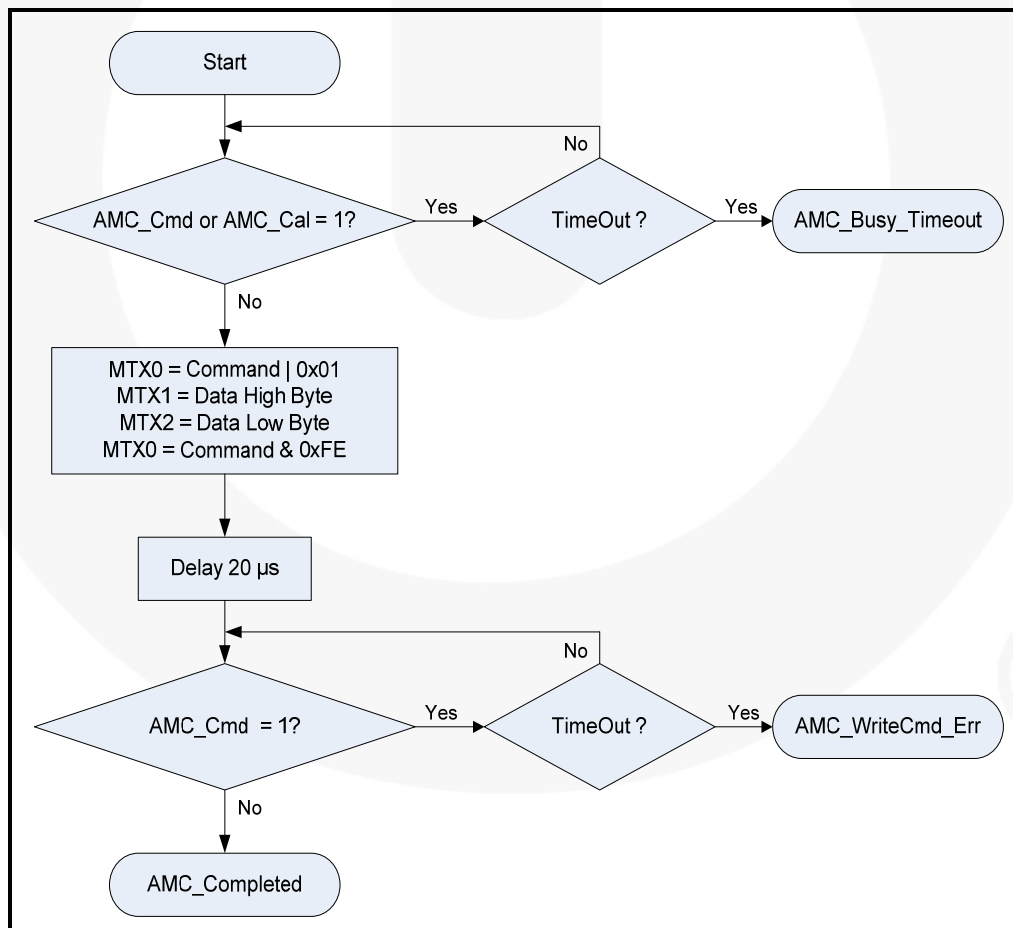 Start
No
AMC_Cmd or AMC_Cal = 1?
Yes
TimeOut ?
Yes
AMC_Busy_Timeout
No
MTX0 = Command | 0x01
MTX1 = Data High Byte
MTX2 = Data Low Byte
MTX0 = Command & 0xFE
Delay 20 µs
No
AMC_Cmd = 1?
Yes
TimeOut ?
Yes
AMC_WriteCmd_Err
No
AMC_Completed